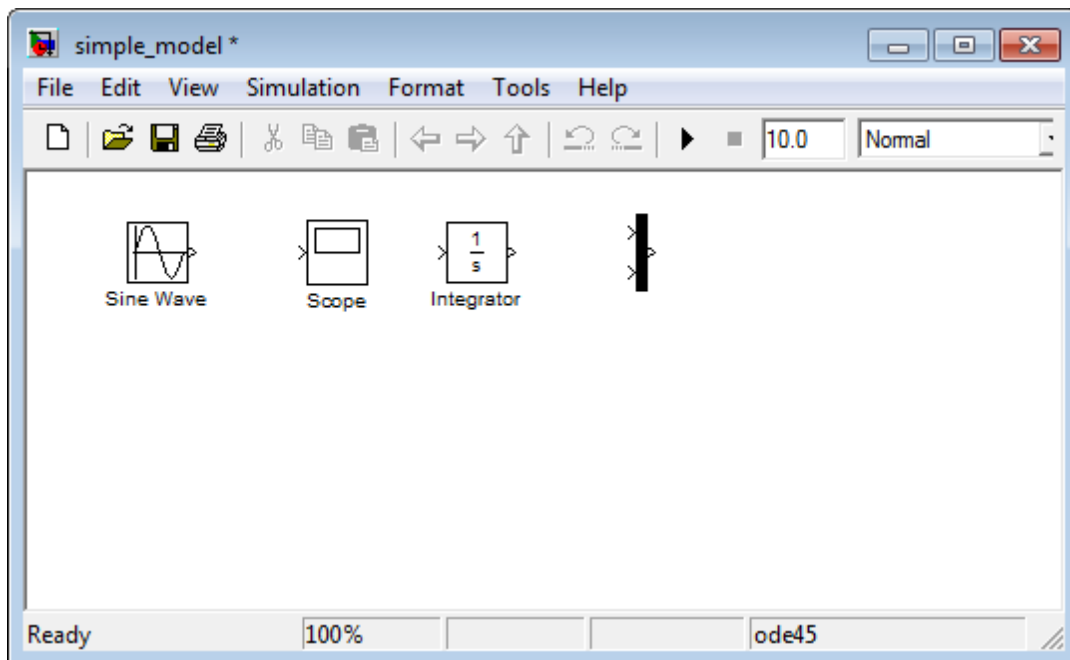 simple_model *
File Edit View Simulation Format Tools Help
10.0 Normal
1
s
Sine Wave Scope Integrator
Ready 100% ode45